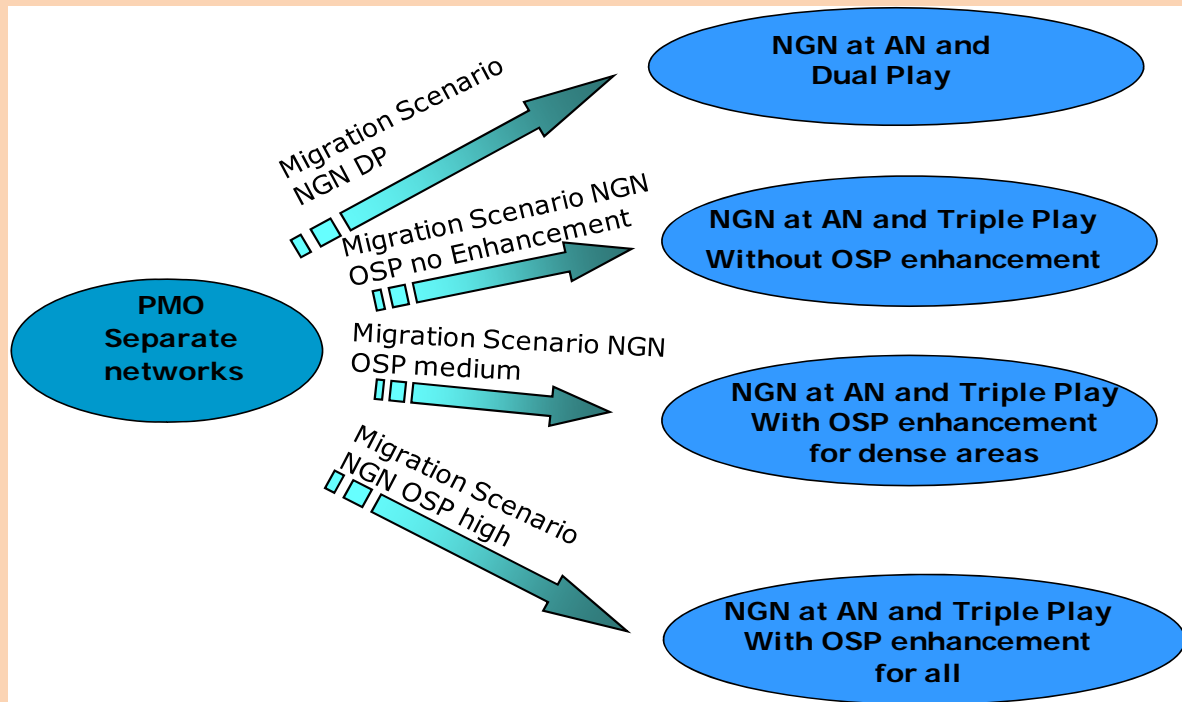 PMO
Separate
networks
Migration Scenario
NGN DP
NGN at AN and
Dual Play
Migration Scenario NGN
OSP no Enhancement
NGN at AN and Triple Play
Without OSP enhancement
Migration Scenario NGN
OSP medium
NGN at AN and Triple Play
With OSP enhancement
for dense areas
Migration Scenario
NGN OSP high
NGN at AN and Triple Play
With OSP enhancement
for all